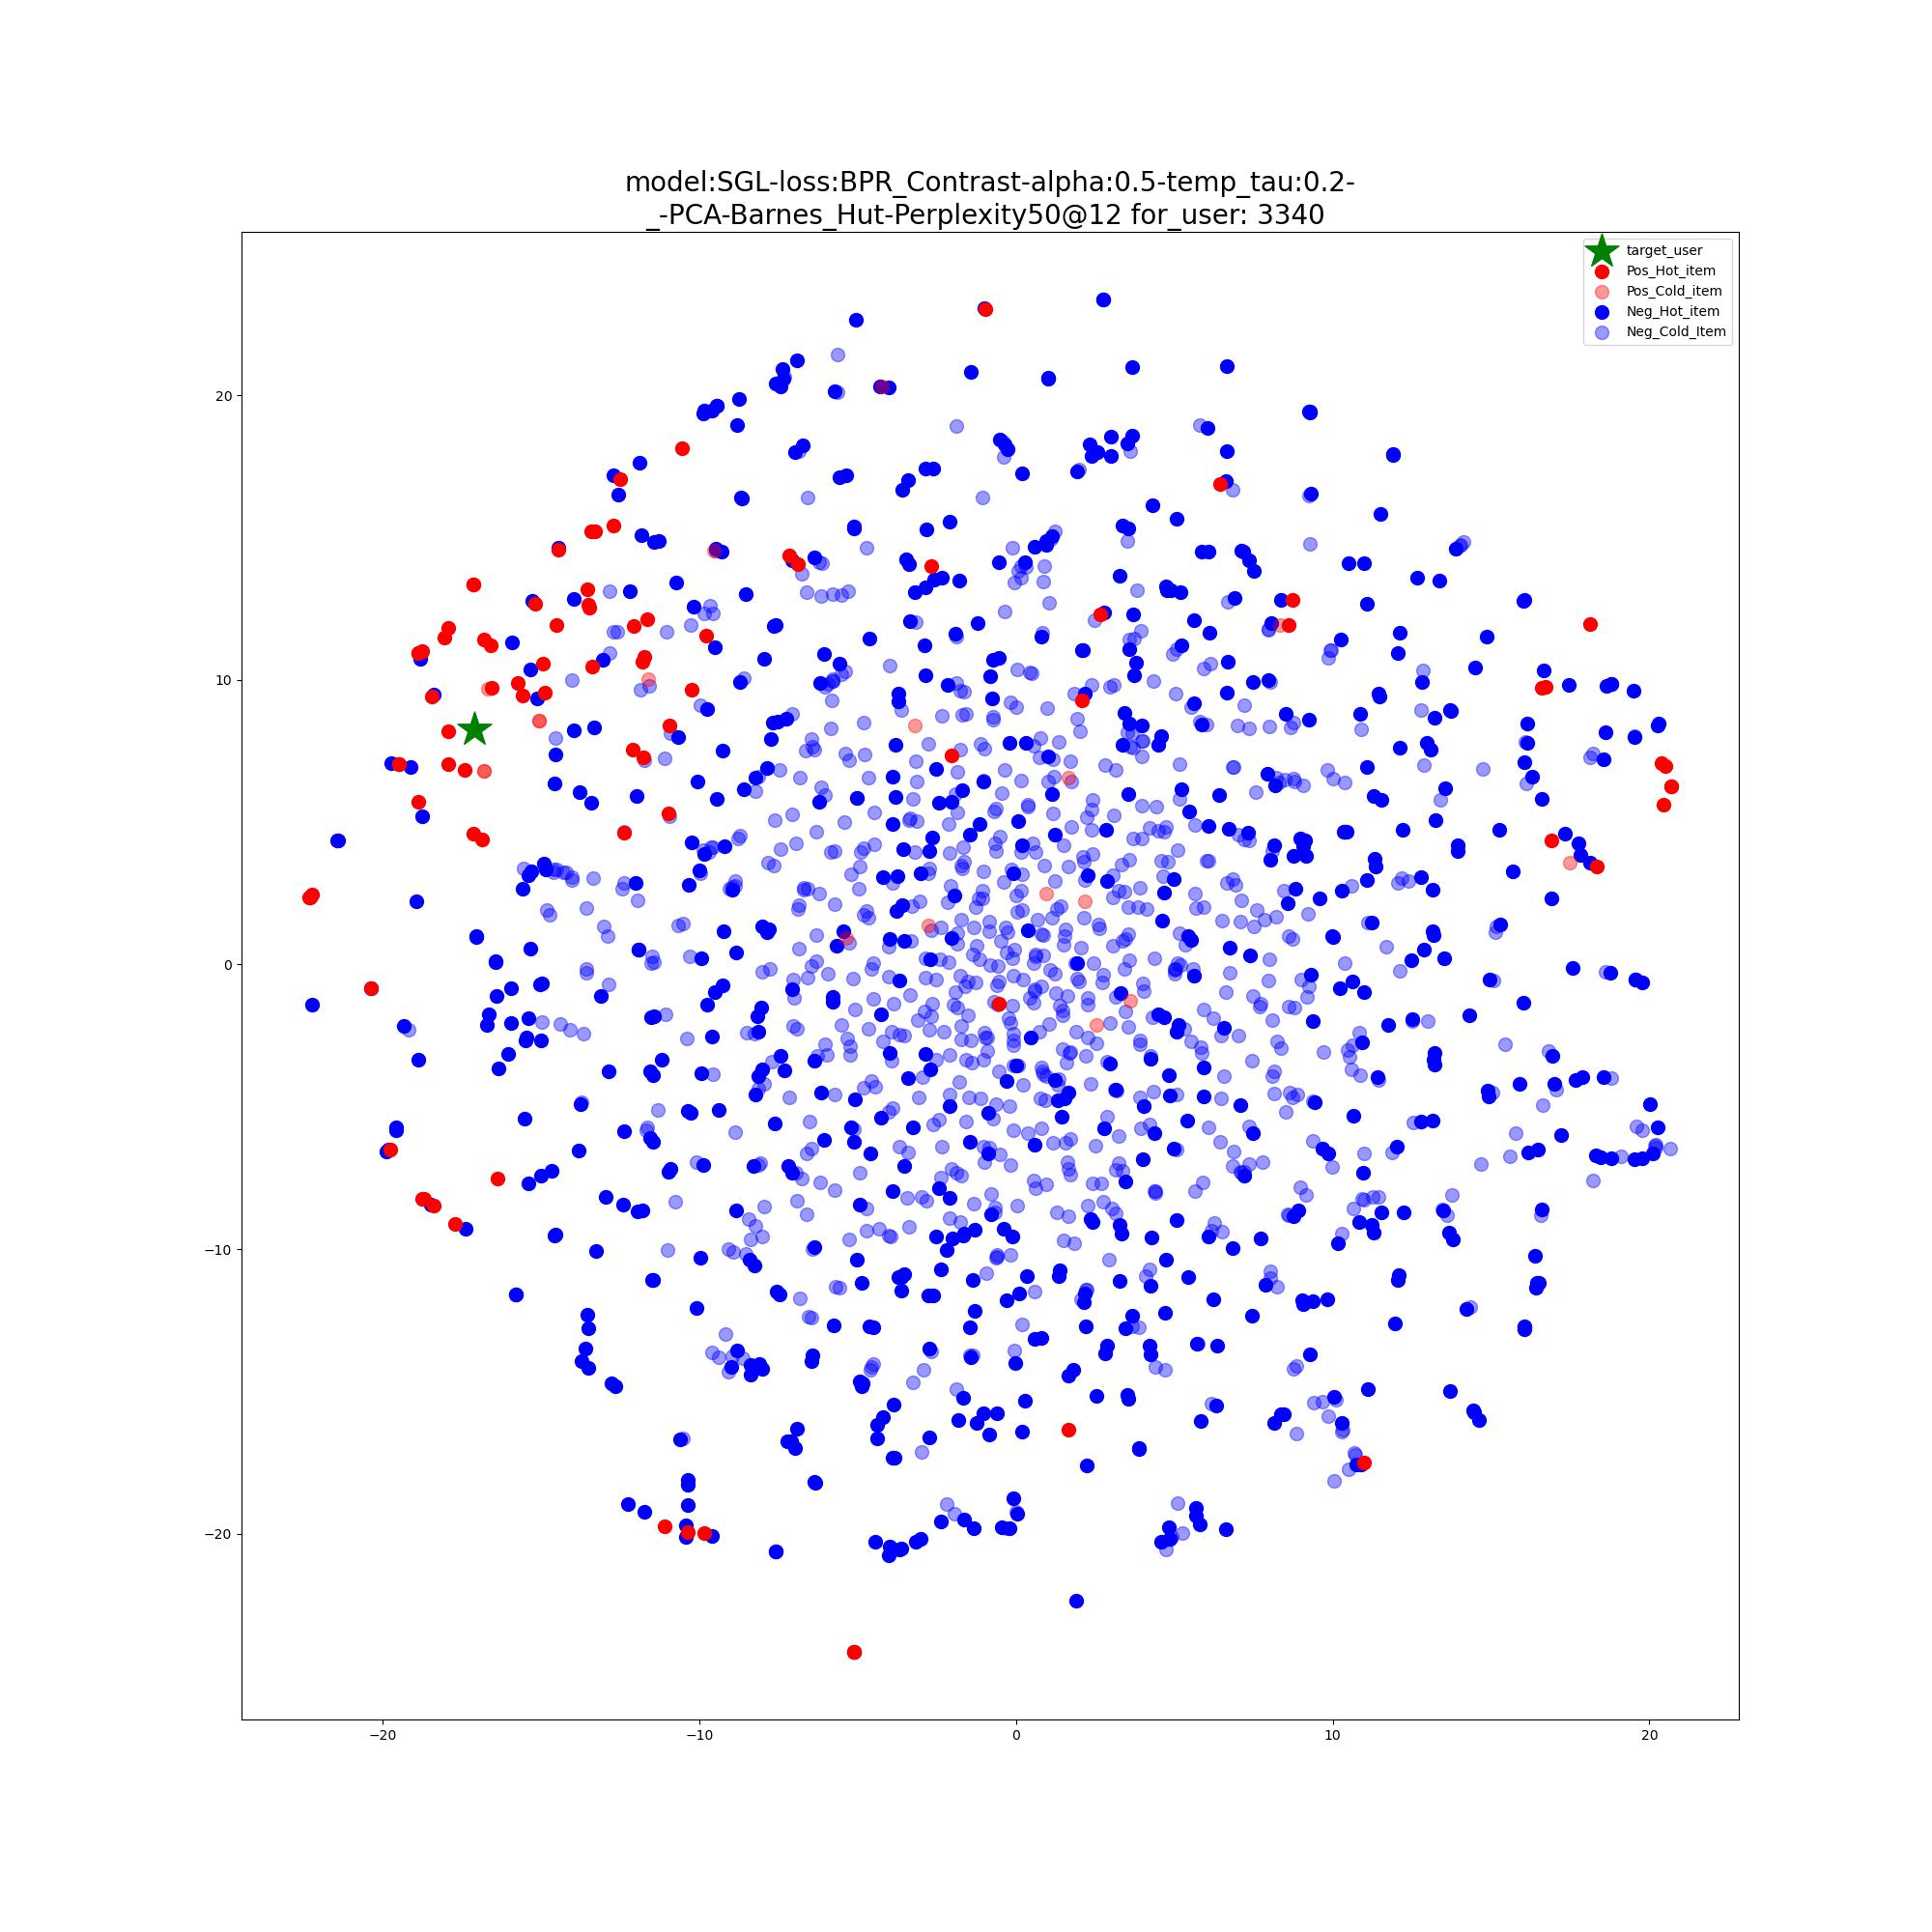 model:SGL-loss:BPR_Contrast-alpha:0.5-temp_tau:0.2-
_-PCA-Barnes_Hut-Perplexity50@12 for_user: 3340
target_user
Pos_Hot_item
Pos_Cold_item
Neg_Hot_item
Neg_Cold_Item
20
10
0
−10
−20
−20
−10
0
10
20